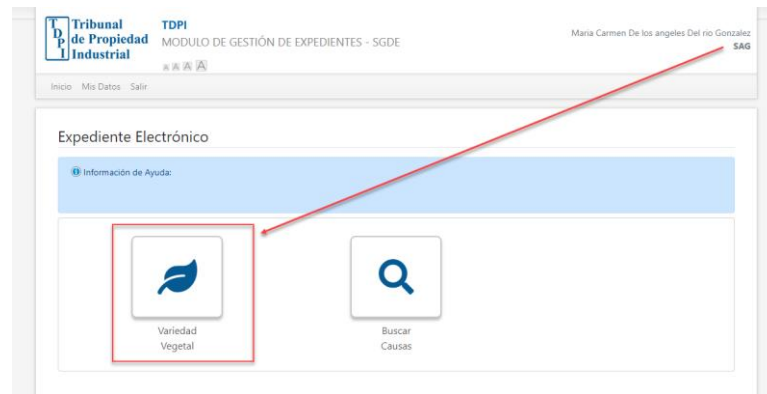 Tribunal
de Propiedad
Industrial
TDPI
TDPI
MODULO DE GESTIÓN DE EXPEDIENTES - SGDE
A A A A
Maria Carmen De los angeles Del rio Gonzalez
SAG
Inicio Mis Datos Salir
Expediente Electrónico
Información de Ayuda:
Variedad
Vegetal
Buscar
Causas